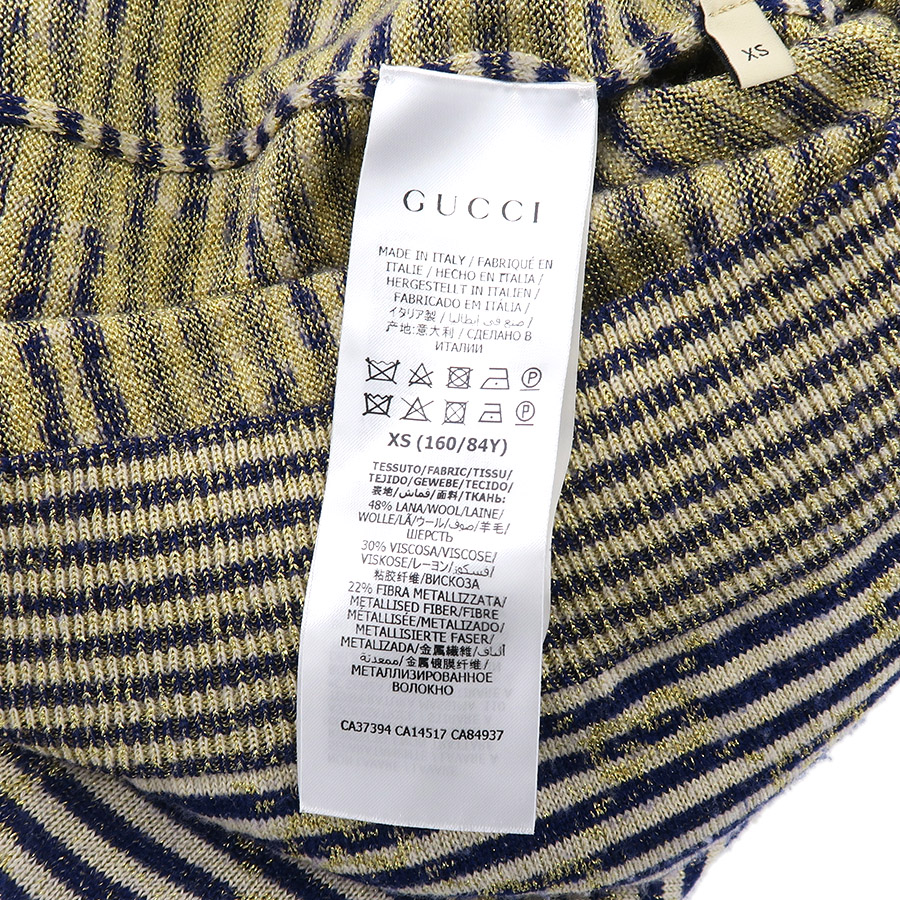 XS
GUCCI
MADE IN ITALY / FABRIQUÉ EN
ITALIE / HECHO EN ITALIA /
HERGESTELLT IN ITALIEN /
FABRICADO EM ITÁLIA /
イタリア製 / صنع في إيطاليا /
产地:意大利 / СДЕЛАНО В
ИТАЛИИ
P
P
XS (160/84Y)
TESSUTO/FABRIC/TISSU/
TEJIDO/GEWEBE/TECIDO/
表地/قماش/面料/ТКАНЬ:
48% LANA/WOOL/LAINE/
WOLLE/LÃ/ウール/صوف/羊毛/
ШЕРСТЬ
30% VISCOSA/VISCOSE/
VISKOSE/レーヨン/فسكوز/
粘胶纤维/ВИСКОЗА
22% FIBRA METALLIZZATA/
METALLISED FIBER/FIBRE
METALLISÉE/METALIZADO/
METALLISIERTE FASER/
METALIZADA/金属繊維/ألياف
ممعدنة/金属镀膜纤维/
МЕТАЛЛИЗИРОВАННОЕ
ВОЛОКНО
CA37394 CA14517 CA84937